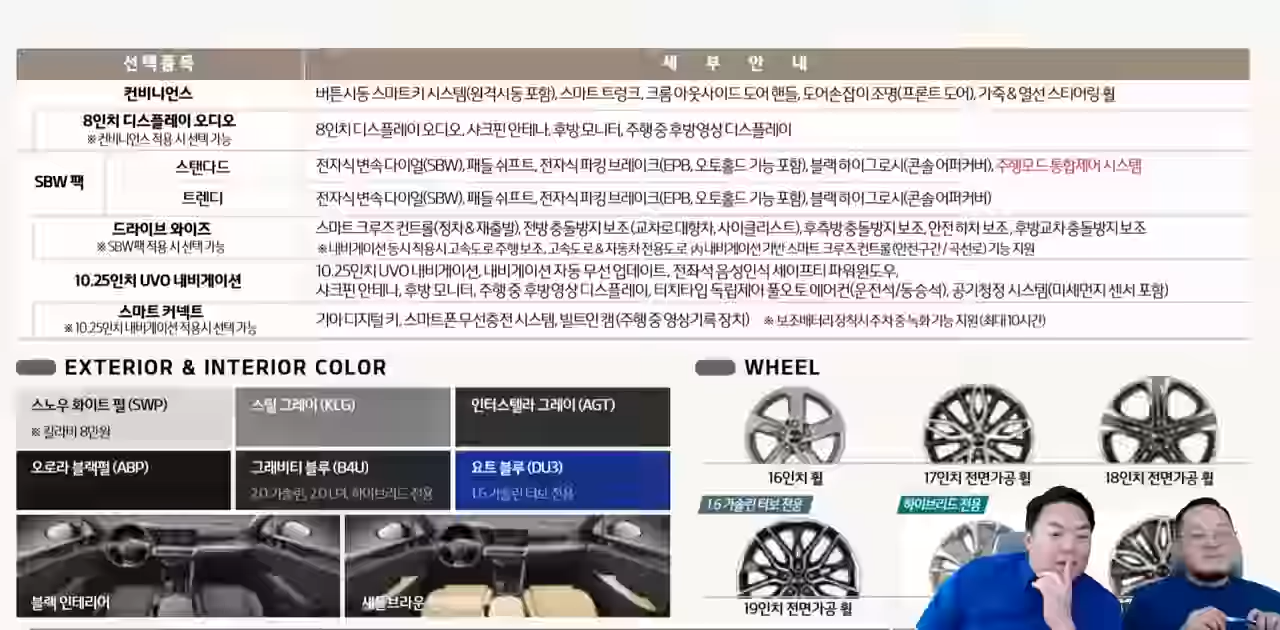 선택품목
세 부 안 내
컨비니언스
버튼시동 스마트키 시스템(원격시동 포함), 스마트 트렁크, 크롬 아웃사이드 도어 핸들, 도어손잡이 조명(프론트 도어), 가죽 & 열선 스티어링 휠
8인치 디스플레이 오디오
※ 컨비니언스 적용 시 선택 가능
8인치 디스플레이 오디오, 샤크핀 안테나, 후방 모니터, 주행 중 후방영상 디스플레이
SBW 팩
스탠다드
전자식 변속 다이얼(SBW), 패들 쉬프트, 전자식 파킹 브레이크(EPB, 오토홀드 기능 포함), 블랙 하이그로시(콘솔 어퍼커버), 주행모드 통합제어 시스템
트렌디
전자식 변속 다이얼(SBW), 패들 쉬프트, 전자식 파킹 브레이크(EPB, 오토홀드 기능 포함), 블랙 하이그로시(콘솔 어퍼커버)
드라이브 와이즈
※ SBW팩 적용 시 선택 가능
스마트 크루즈 컨트롤(정차 & 재출발), 전방 충돌방지 보조(교차로 대향차, 사이클리스트), 후측방 충돌방지 보조, 안전 하차 보조, 후방교차 충돌방지 보조
※ 내비게이션 동시 적용시 고속도로 주행 보조, 고속도로 & 자동차 전용도로 內 내비게이션 기반 스마트 크루즈 컨트롤(안전구간 / 곡선로) 기능 지원
10.25인치 UVO 내비게이션
10.25인치 UVO 내비게이션, 내비게이션 자동 무선 업데이트, 전좌석 음성인식 세이프티 파워윈도우,
샤크핀 안테나, 후방 모니터, 주행 중 후방영상 디스플레이, 터치타입 독립제어 풀오토 에어컨(운전석/동승석), 공기청정 시스템(미세먼지 센서 포함)
스마트 커넥트
※ 10.25인치 내비게이션 적용시 선택 가능
기아 디지털 키, 스마트폰 무선충전 시스템, 빌트인 캠(주행 중 영상기록 장치) ※ 보조배터리 장착시 주차 중 녹화 기능 지원 (최대 10시간)
EXTERIOR & INTERIOR COLOR
WHEEL
스노우 화이트 펄 (SWP)
※ 컬러비 8만원
스틸 그레이 (KLG)
인터스텔라 그레이 (AGT)
오로라 블랙펄 (ABP)
그래비티 블루 (B4U)
2.0 가솔린, 2.0 LPI, 하이브리드 전용
요트 블루 (DU3)
1.6 가솔린 터보 전용
블랙 인테리어
새들브라운
16인치 휠
17인치 전면가공 휠
18인치 전면가공 휠
1.6 가솔린 터보 전용
하이브리드 전용
19인치 전면가공 휠